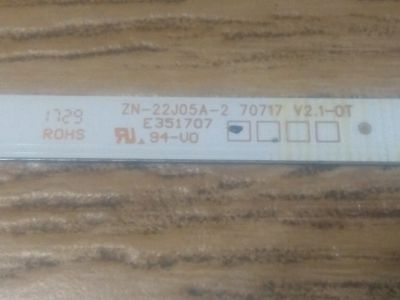 ZN-22J05A-2 70717 V2.1-OT
1729
E351707
ROHS
94-V0